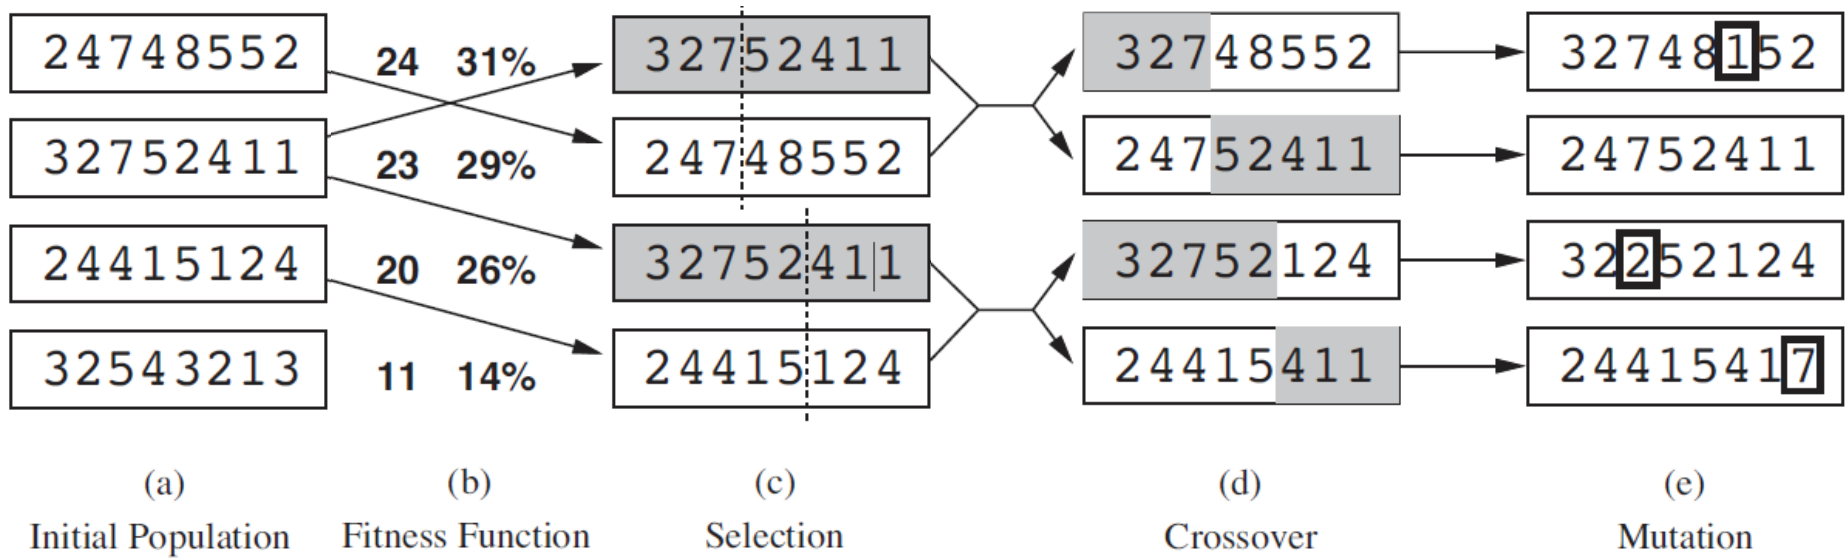 24748552 24 31% 32752411 32748552 32748152
32752411 23 29% 24748552 24752411 24752411
24415124 20 26% 32752411 32752124 32252124
32543213 11 14% 24415124 24415411 24415417
(a) (b) (c) (d) (e)
Initial Population Fitness Function Selection Crossover Mutation